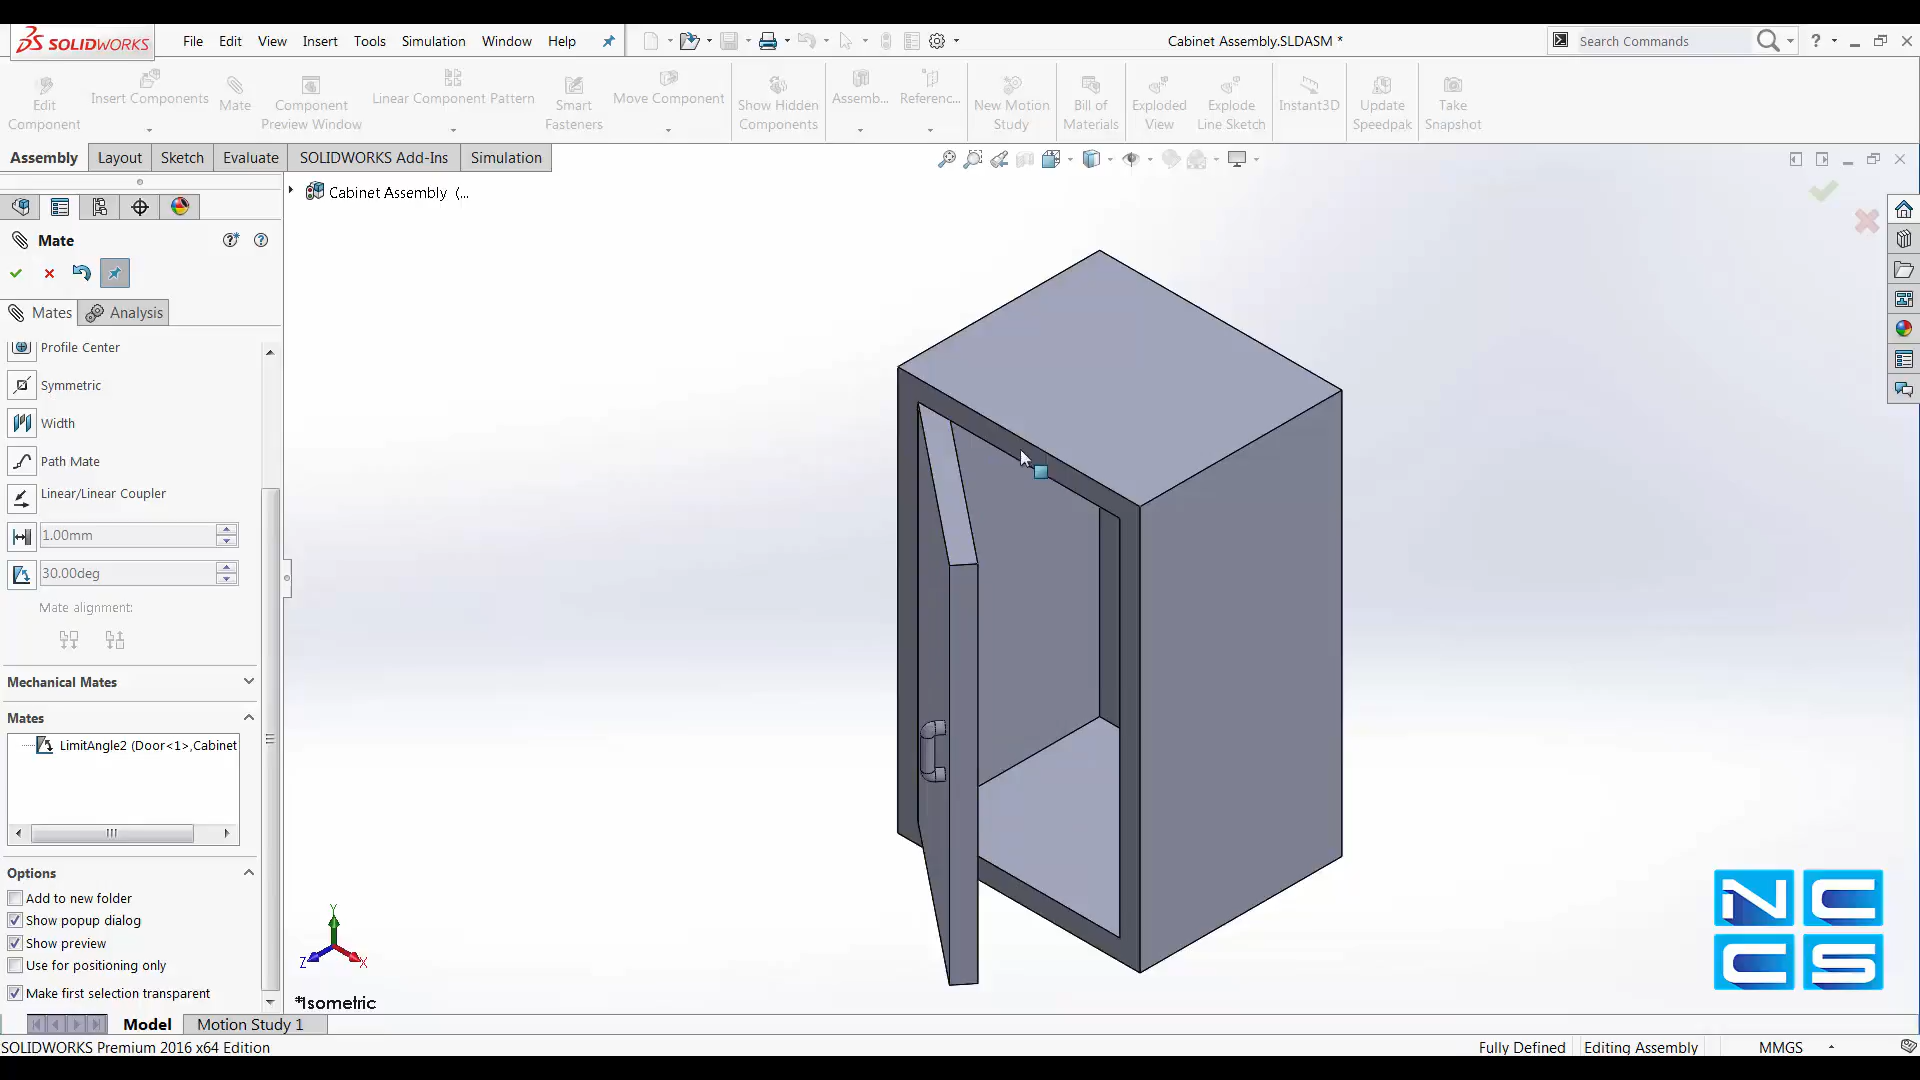 SOLIDWORKS File Edit View Insert Tools Simulation Window Help Cabinet Assembly.SLDASM * Search Commands ?
Edit Component
Insert Components
Mate
Component Preview Window
Linear Component Pattern
Smart Fasteners
Move Component
Show Hidden Components
Assemb...
Referenc...
New Motion Study
Bill of Materials
Exploded View
Explode Line Sketch
Instant3D
Update Speedpak
Take Snapshot
Assembly Layout Sketch Evaluate SOLIDWORKS Add-Ins Simulation
Cabinet Assembly (...
Mate
Mates Analysis
Profile Center
Symmetric
Width
Path Mate
Linear/Linear Coupler
1.00mm
30.00deg
Mate alignment:
Mechanical Mates
Mates
LimitAngle2 (Door<1>,Cabinet
Options
Add to new folder
Show popup dialog
Show preview
Use for positioning only
Make first selection transparent
Y
Z
X
*Isometric
NC
CS
Model Motion Study 1
SOLIDWORKS Premium 2016 x64 Edition Fully Defined Editing Assembly MMGS